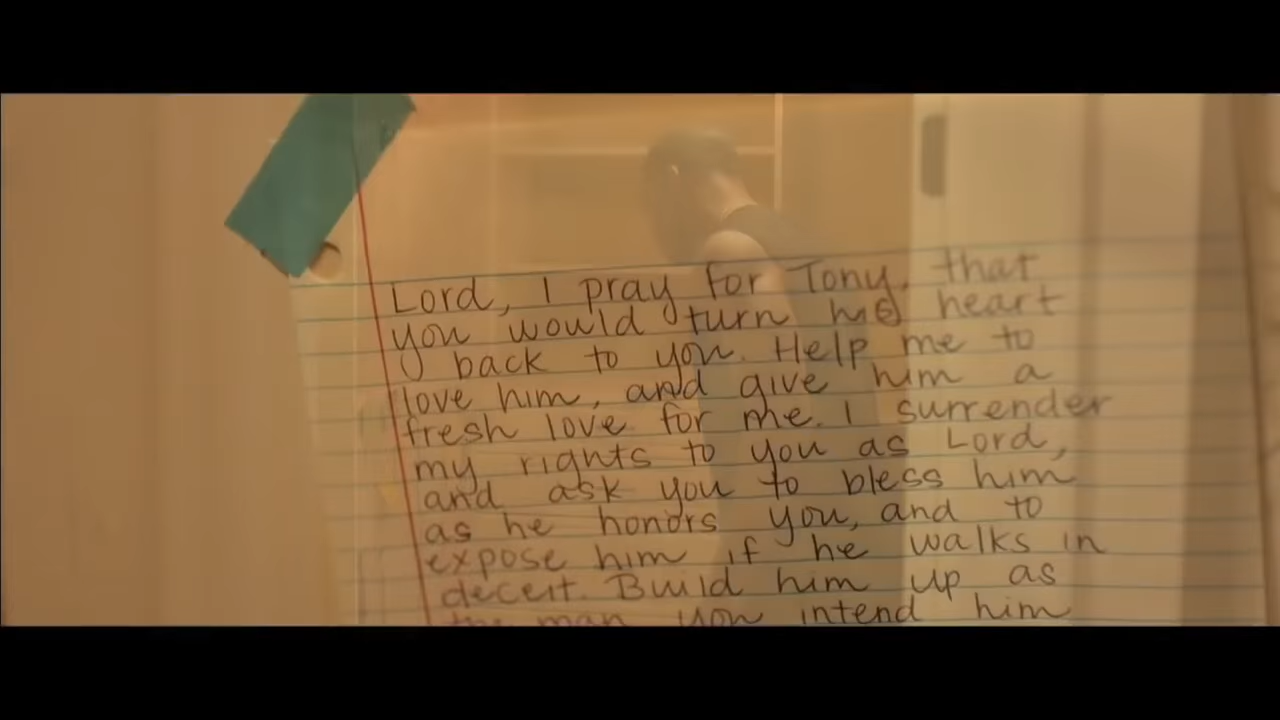 Lord, I pray for Tony, that
you would turn his heart
back to you. Help me to
love him, and give him a
fresh love for me. I surrender
my rights to you as Lord,
and ask you to bless him
as he honors you, and to
expose him if he walks in
deceit. Build him up as
the man you intend him